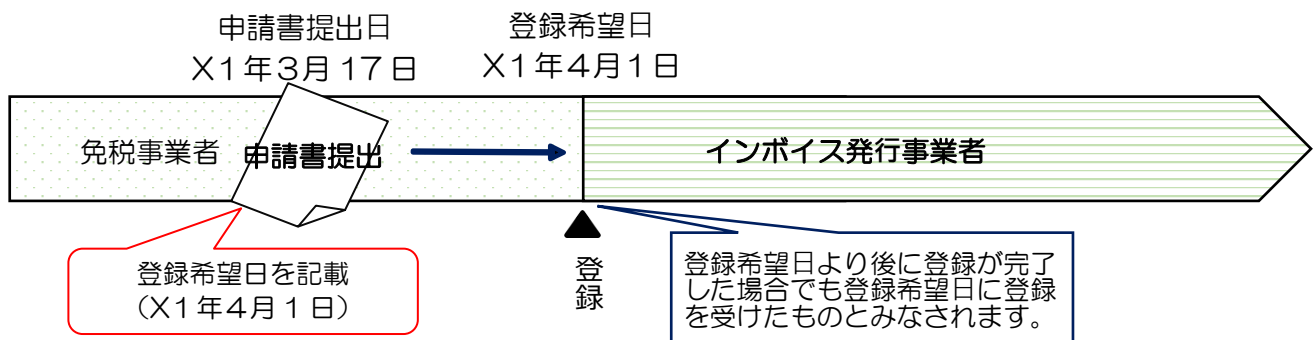 申請書提出日
X1年3月17日
登録希望日
X1年4月1日
免税事業者
申請書提出
インボイス発行事業者
登録希望日を記載
(X1年4月1日)
登録
登録希望日より後に登録が完了
した場合でも登録希望日に登録
を受けたものとみなされます。